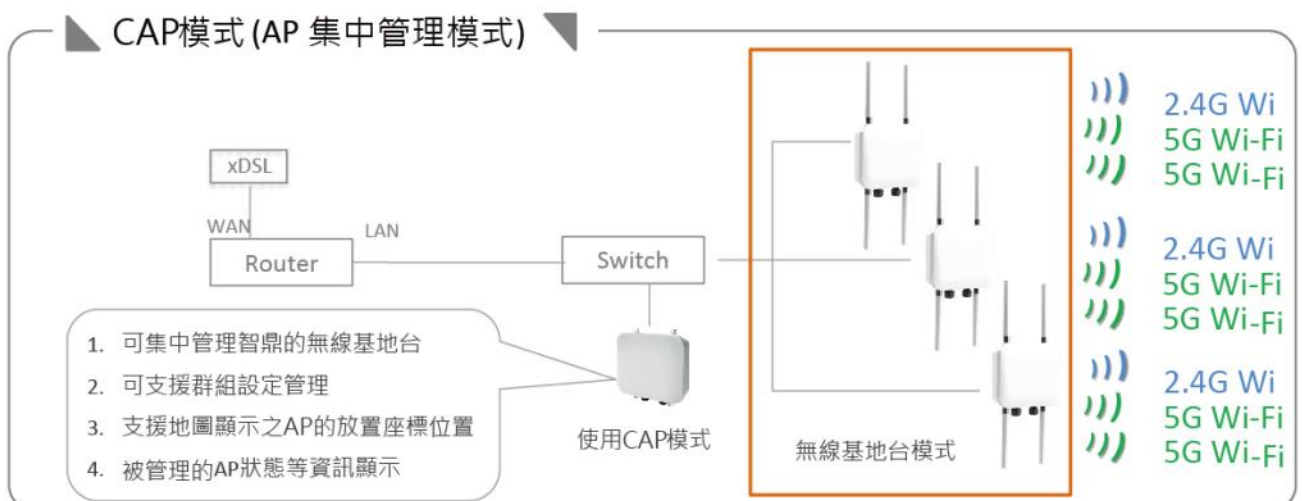 CAP模式 (AP 集中管理模式)
xDSL
WAN
LAN
Router
Switch
1. 可集中管理智鼎的無線基地台
2. 可支援群組設定管理
3. 支援地圖顯示之AP的放置座標位置
4. 被管理的AP狀態等資訊顯示
使用CAP模式
無線基地台模式
2.4G Wi
5G Wi-Fi
5G Wi-Fi
2.4G Wi
5G Wi-Fi
5G Wi-Fi
2.4G Wi
5G Wi-Fi
5G Wi-Fi